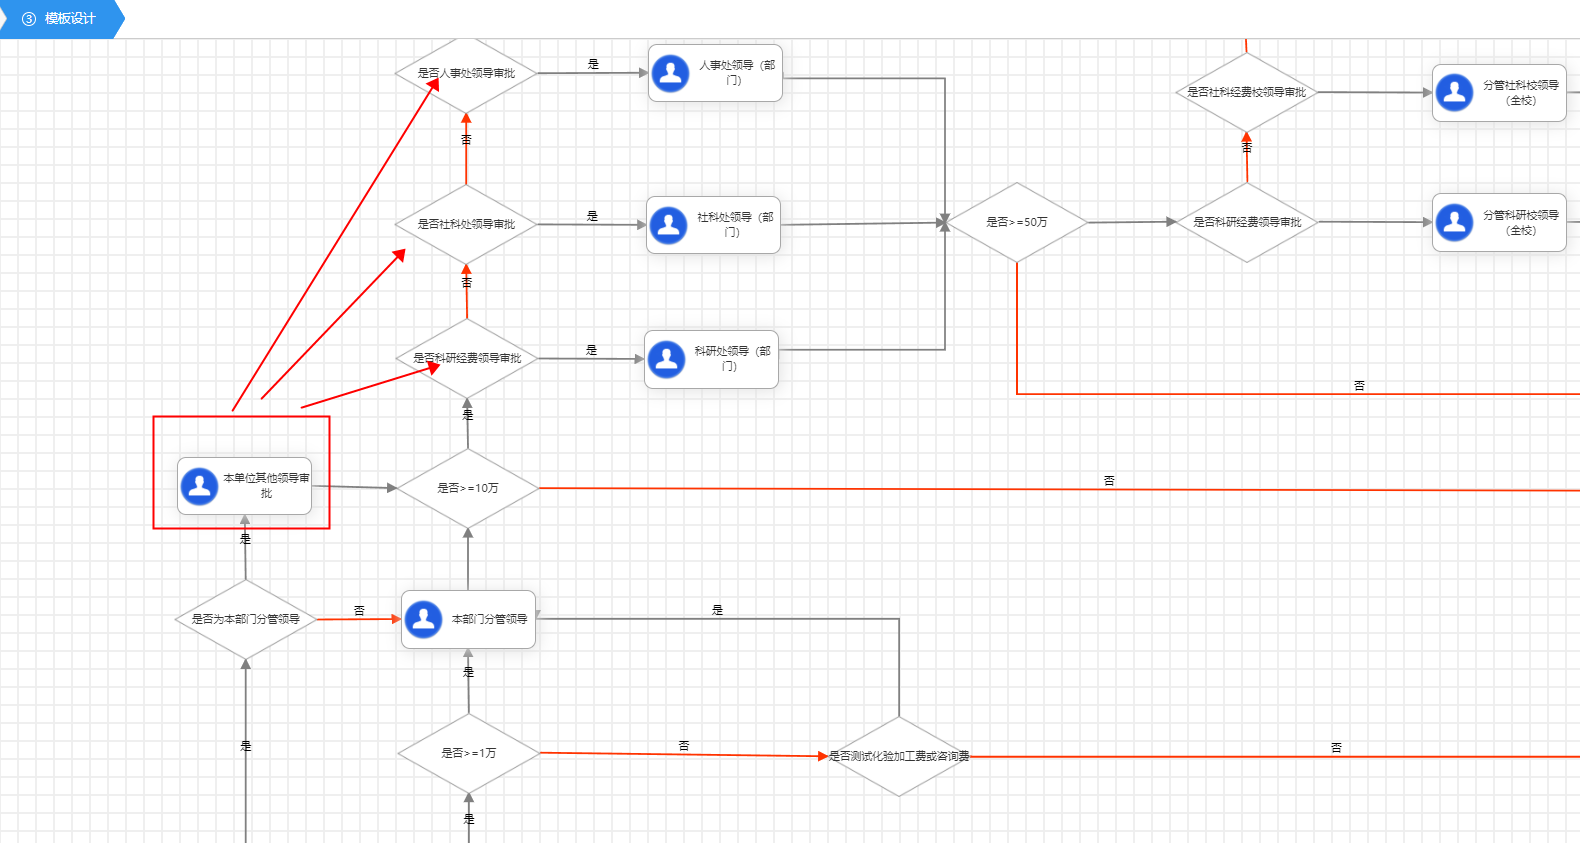 ③ 模板设计
是否人事处领导审批
是
人事处领导（部
门）
是否社科经费校领导审批
分管社科校领导
（全校）
否
否
是否社科处领导审批
是
社科处领导（部
门）
是否>=50万
是否科研经费领导审批
分管科研校领导
（全校）
否
是否科研经费领导审批
是
科研处领导（部
门）
否
是
本单位其他领导审
批
是否>=10万
否
是
是否为本部门分管领导
否
本部门分管领导
是
是
是
是否>=1万
否
是否测试化验加工费或咨询费
否
是